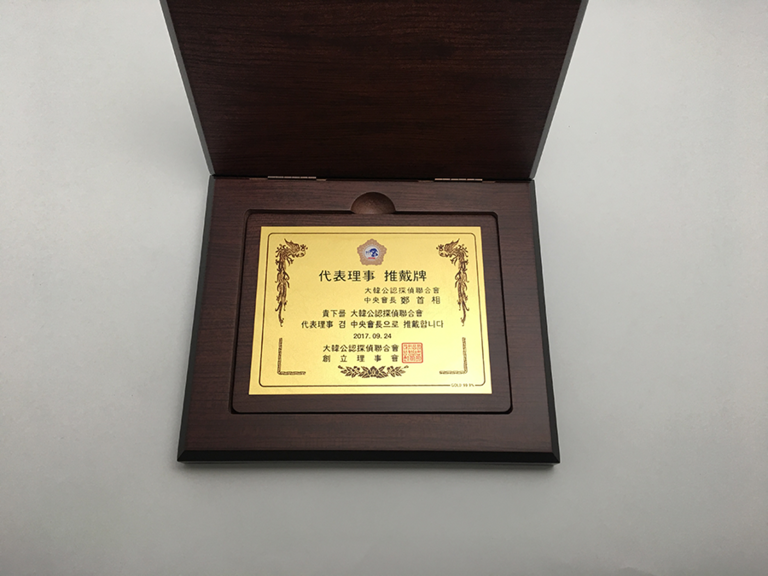 代表理事 推戴牌
大韓公認探偵聯合會
中央會長 鄭首相
貴下를 大韓公認探偵聯合會
代表理事 겸 中央會長으로 推戴합니다
2017. 09. 24
大韓公認探偵聯合會
創立理事會